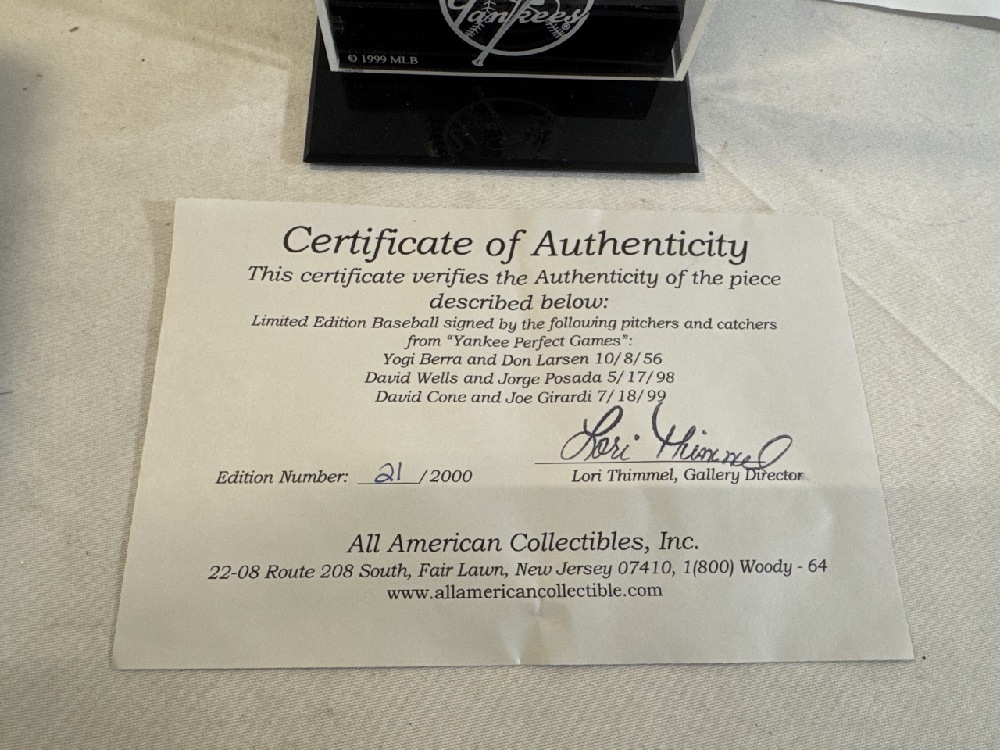 Yankees
© 1999 MLB
Certificate of Authenticity
This certificate verifies the Authenticity of the piece
described below:
Limited Edition Baseball signed by the following pitchers and catchers
from "Yankee Perfect Games":
Yogi Berra and Don Larsen 10/8/56
David Wells and Jorge Posada 5/17/98
David Cone and Joe Girardi 7/18/99
Lori Thimmel
Edition Number: 21 /2000
Lori Thimmel, Gallery Director
All American Collectibles, Inc.
22-08 Route 208 South, Fair Lawn, New Jersey 07410, 1(800) Woody - 64
www.allamericancollectible.com